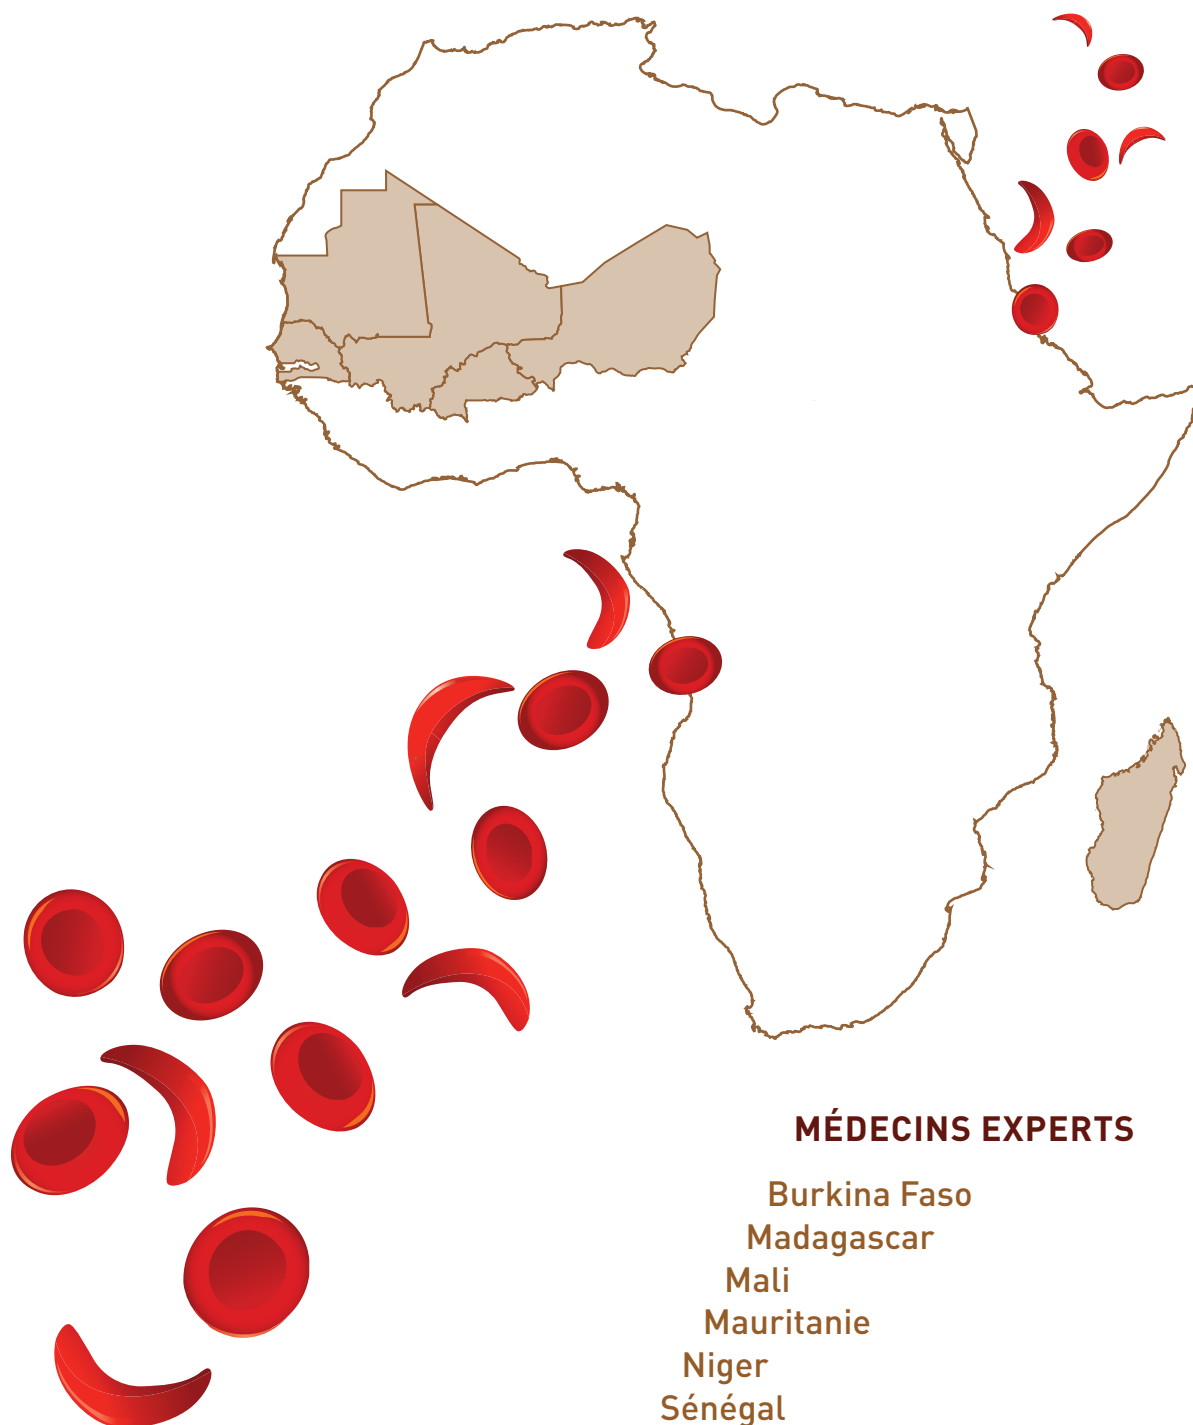 MÉDECINS EXPERTS
Burkina Faso
Madagascar
Mali
Mauritanie
Niger
Sénégal